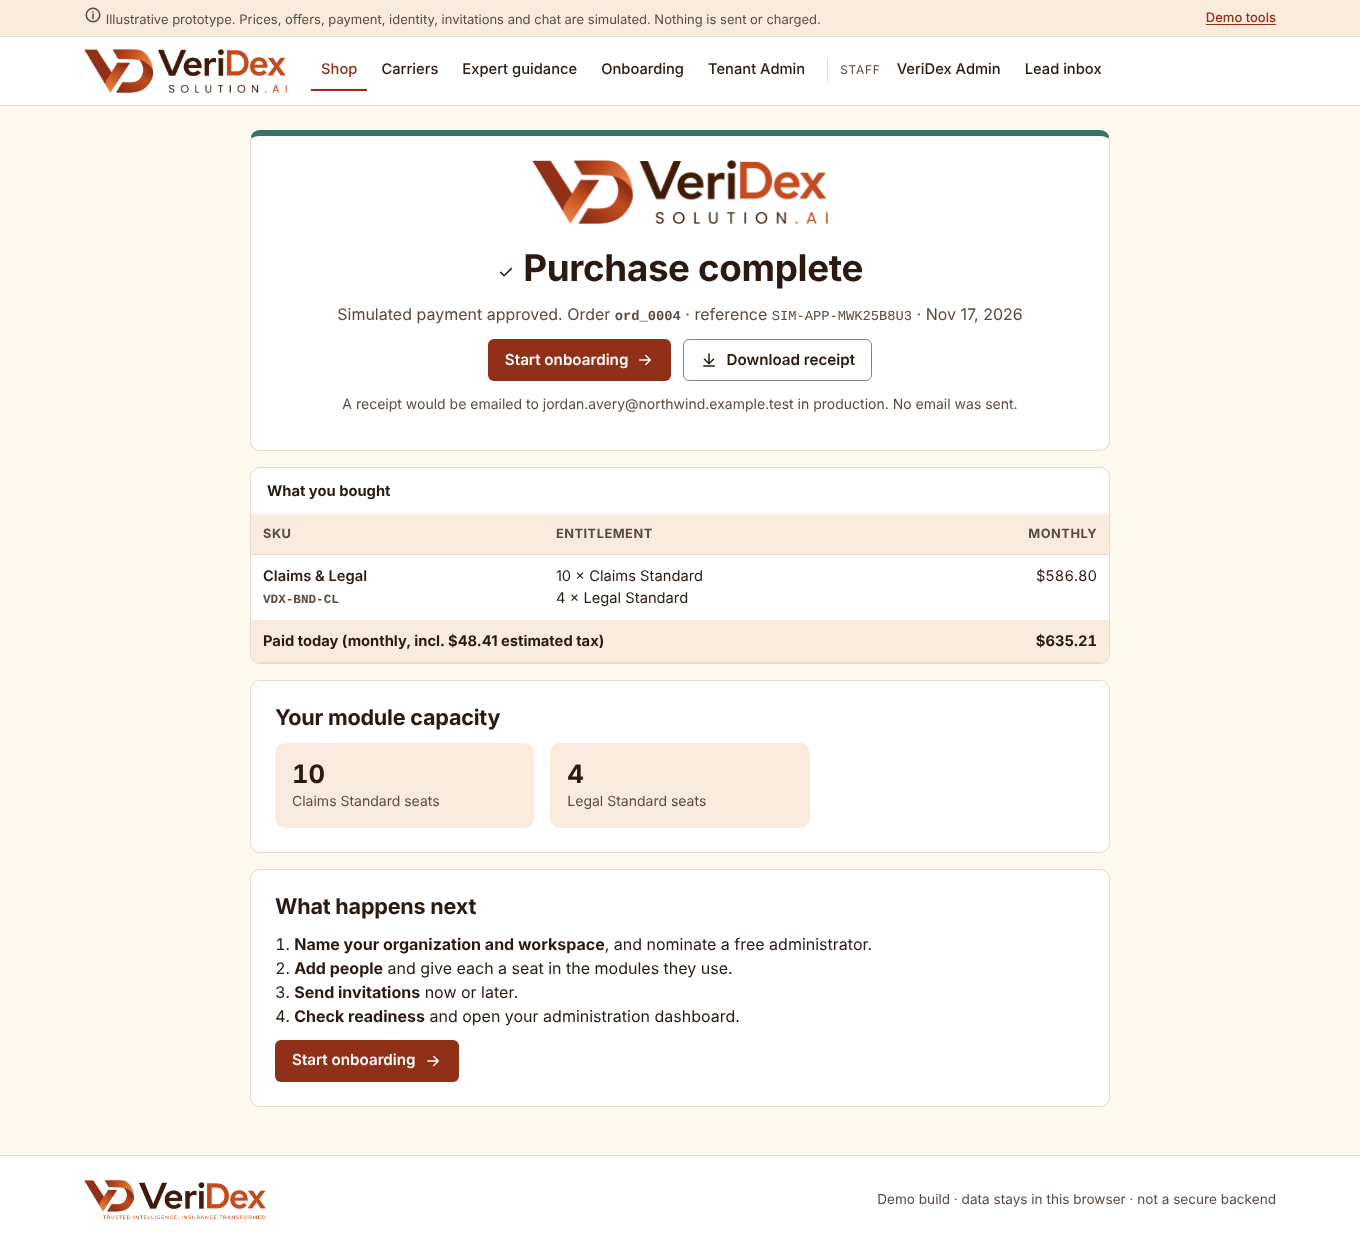 Illustrative prototype. Prices, offers, payment, identity, invitations and chat are simulated. Nothing is sent or charged.
Demo tools
VeriDex
SOLUTION.AI
Shop
Carriers
Expert guidance
Onboarding
Tenant Admin
STAFF
VeriDex Admin
Lead inbox
VeriDex
SOLUTION.AI
Purchase complete
Simulated payment approved. Order ord_0004 · reference SIM-APP-MWK25B8U3 · Nov 17, 2026
Start onboarding →
Download receipt
A receipt would be emailed to jordan.avery@northwind.example.test in production. No email was sent.
What you bought
SKU
ENTITLEMENT
MONTHLY
Claims & Legal
10 × Claims Standard
$586.80
VDX-BND-CL
4 × Legal Standard
Paid today (monthly, incl. $48.41 estimated tax)
$635.21
Your module capacity
10
Claims Standard seats
4
Legal Standard seats
What happens next
1. Name your organization and workspace, and nominate a free administrator.
2. Add people and give each a seat in the modules they use.
3. Send invitations now or later.
4. Check readiness and open your administration dashboard.
Start onboarding →
VeriDex
TRUSTED INTELLIGENCE, INSURANCE TRANSFORMED
Demo build · data stays in this browser · not a secure backend